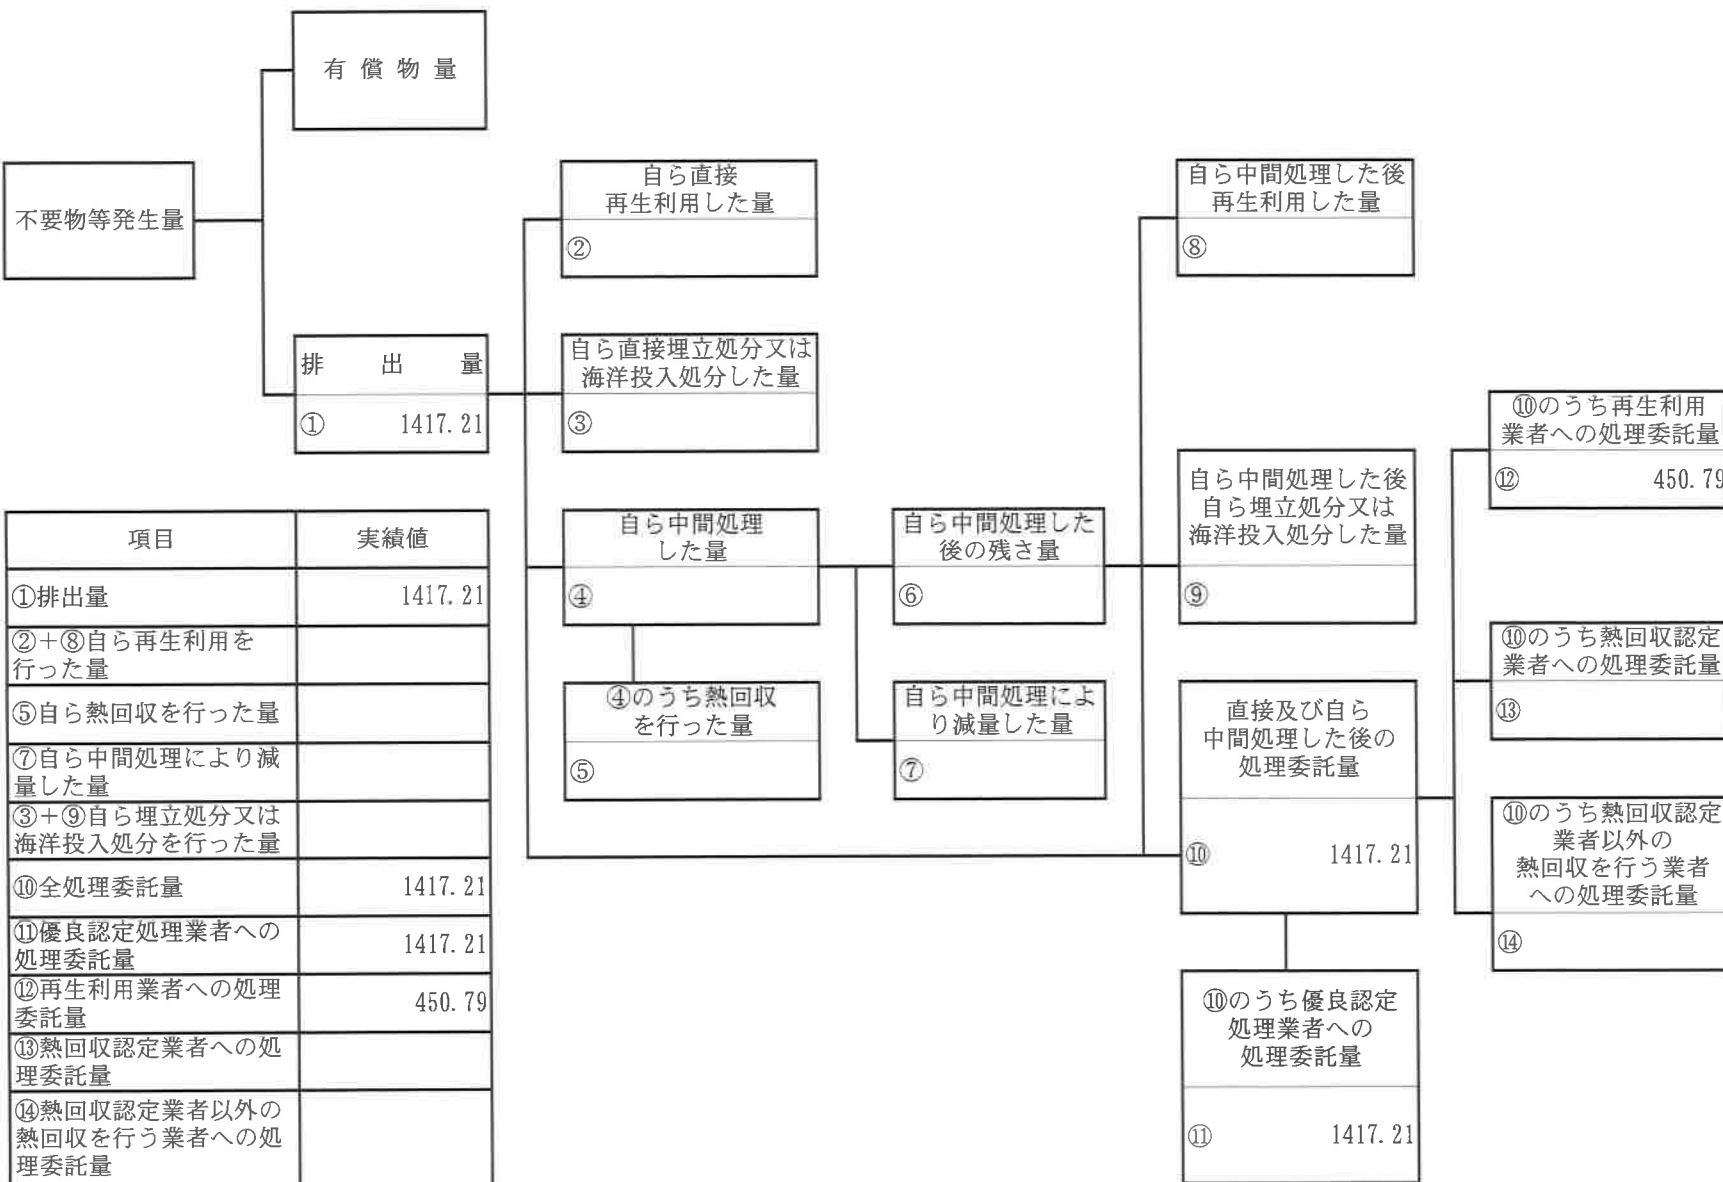 有償物量
不要物等発生量
排出量
① 1417.21
自ら直接
再生利用した量
②
自ら直接埋立処分又は
海洋投入処分した量
③
自ら中間処理
した量
④
④のうち熱回収
を行った量
⑤
自ら中間処理した
後の残さ量
⑥
自ら中間処理によ
り減量した量
⑦
自ら中間処理した後
再生利用した量
⑧
自ら中間処理した後
自ら埋立処分又は
海洋投入処分した量
⑨
直接及び自ら
中間処理した後の
処理委託量
⑩ 1417.21
⑩のうち優良認定
処理業者への
処理委託量
⑪ 1417.21
⑩のうち再生利用
業者への処理委託量
⑫ 450.79
⑩のうち熱回収認定
業者への処理委託量
⑬
⑩のうち熱回収認定
業者以外の
熱回収を行う業者
への処理委託量
⑭
項目 実績値
①排出量 1417.21
②+⑧自ら再生利用を
行った量
⑤自ら熱回収を行った量
⑦自ら中間処理により減
量した量
③+⑨自ら埋立処分又は
海洋投入処分を行った量
⑩全処理委託量 1417.21
⑪優良認定処理業者への
処理委託量 1417.21
⑫再生利用業者への処理
委託量 450.79
⑬熱回収認定業者への処
理委託量
⑭熱回収認定業者以外の
熱回収を行う業者への処
理委託量